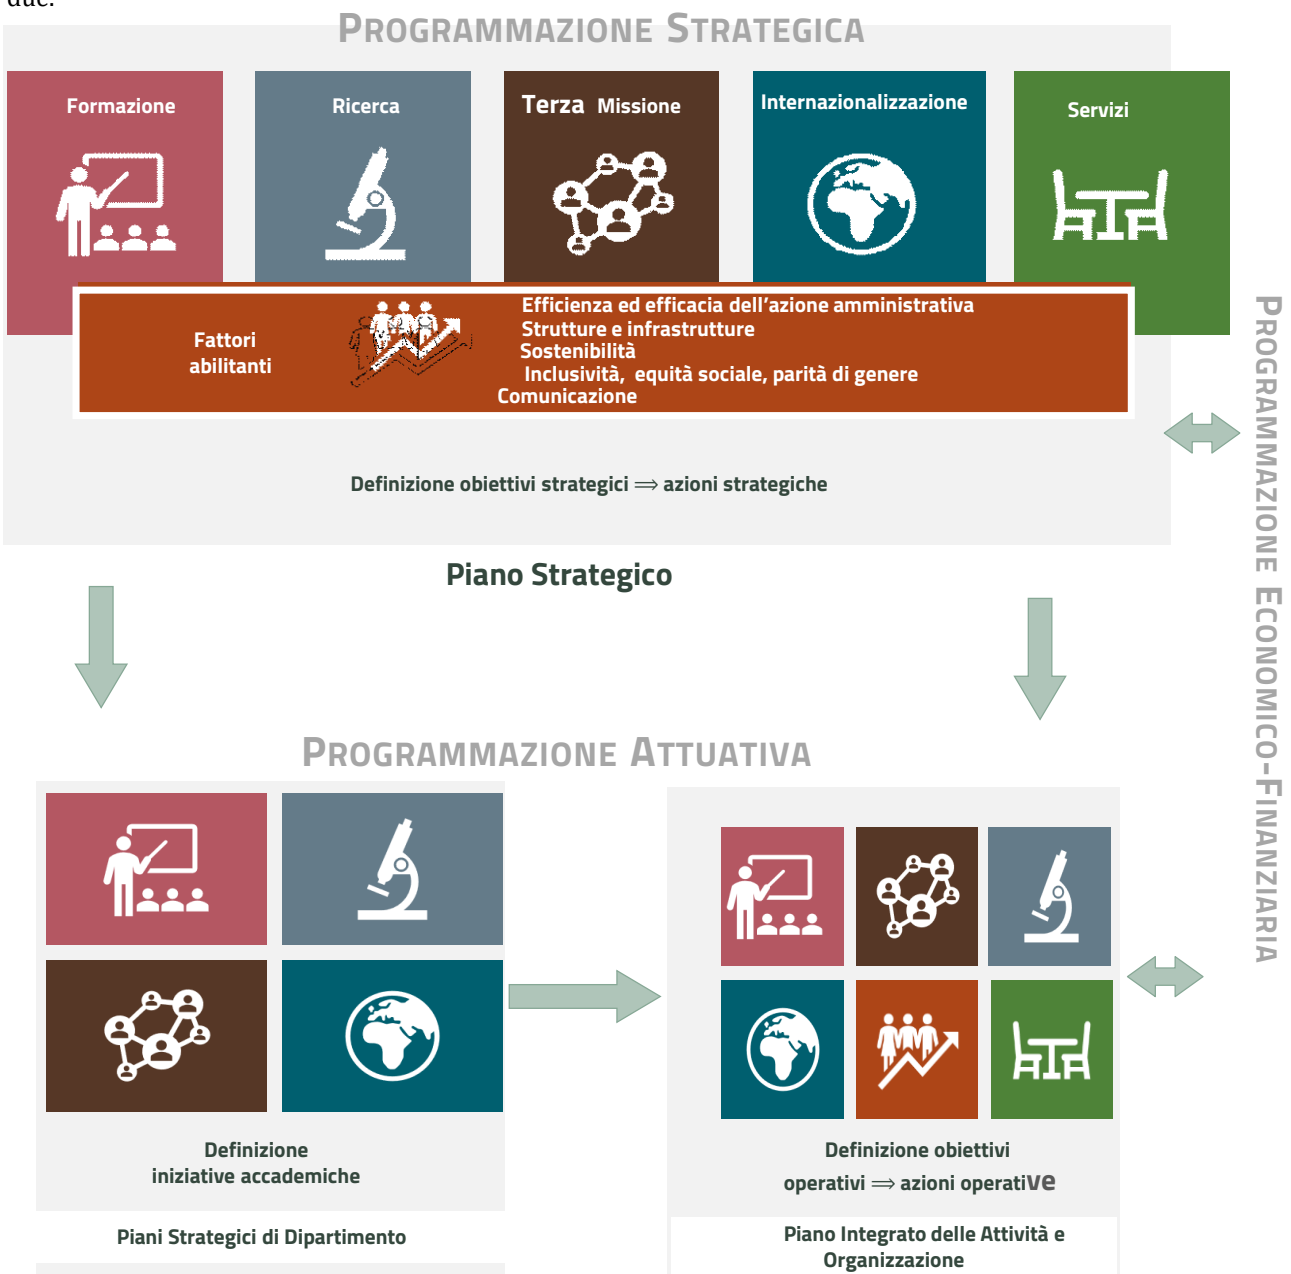 due.
PROGRAMMAZIONE STRATEGICA
Formazione
Ricerca
Terza Missione
Internazionalizzazione
Servizi
Fattori
abilitanti
Efficienza ed efficacia dell'azione amministrativa
Strutture e infrastrutture
Sostenibilità
Inclusività, equità sociale, parità di genere
Comunicazione
Definizione obiettivi strategici ⟹ azioni strategiche
Piano Strategico
PROGRAMMAZIONE ECONOMICO-FINANZIARIA
PROGRAMMAZIONE ATTUATIVA
Definizione
iniziative accademiche
Piani Strategici di Dipartimento
Definizione obiettivi
operativi ⟹ azioni operative
Piano Integrato delle Attività e
Organizzazione